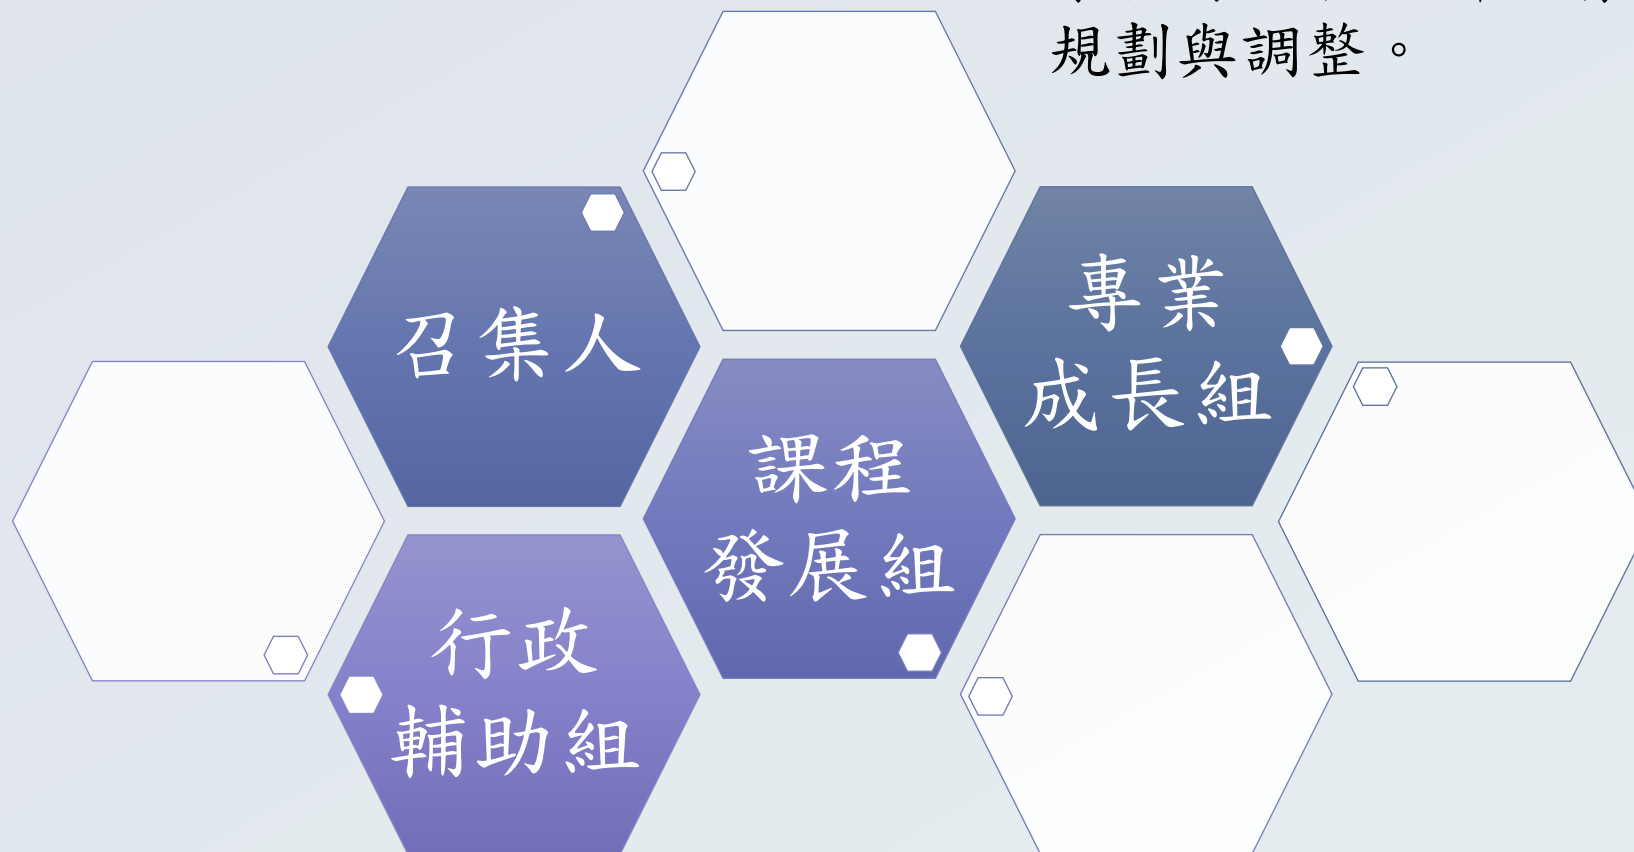 規劃與調整。
召集人
專業
成長組
課程
發展組
行政
輔助組